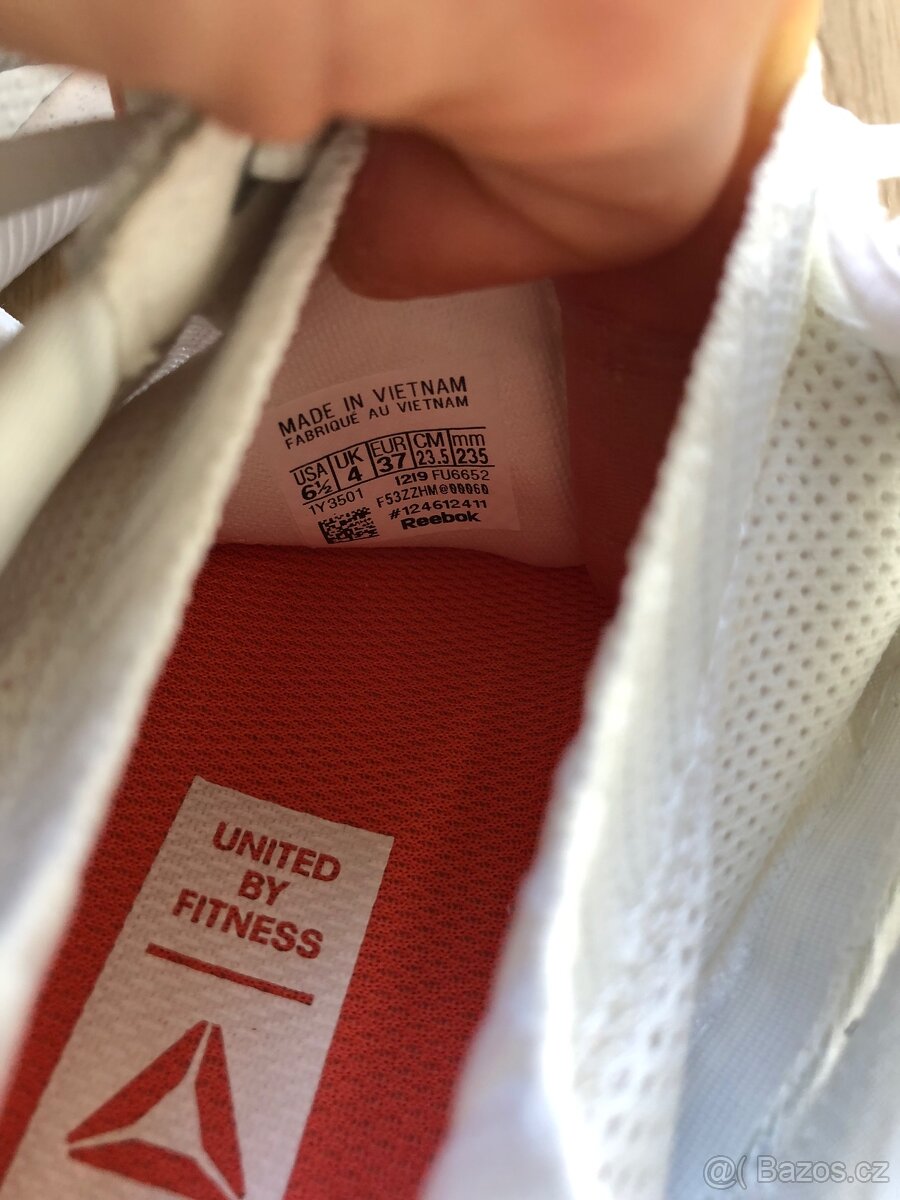 MADE IN VIETNAM
FABRIQUÉ AU VIETNAM
USA UK EUR CM mm
6½ 4 37 23.5 235
1Y3501 1219 FU6652
F53ZZHM@00060
#124612411
Reebok
UNITED
BY
FITNESS
@( Bazos.cz